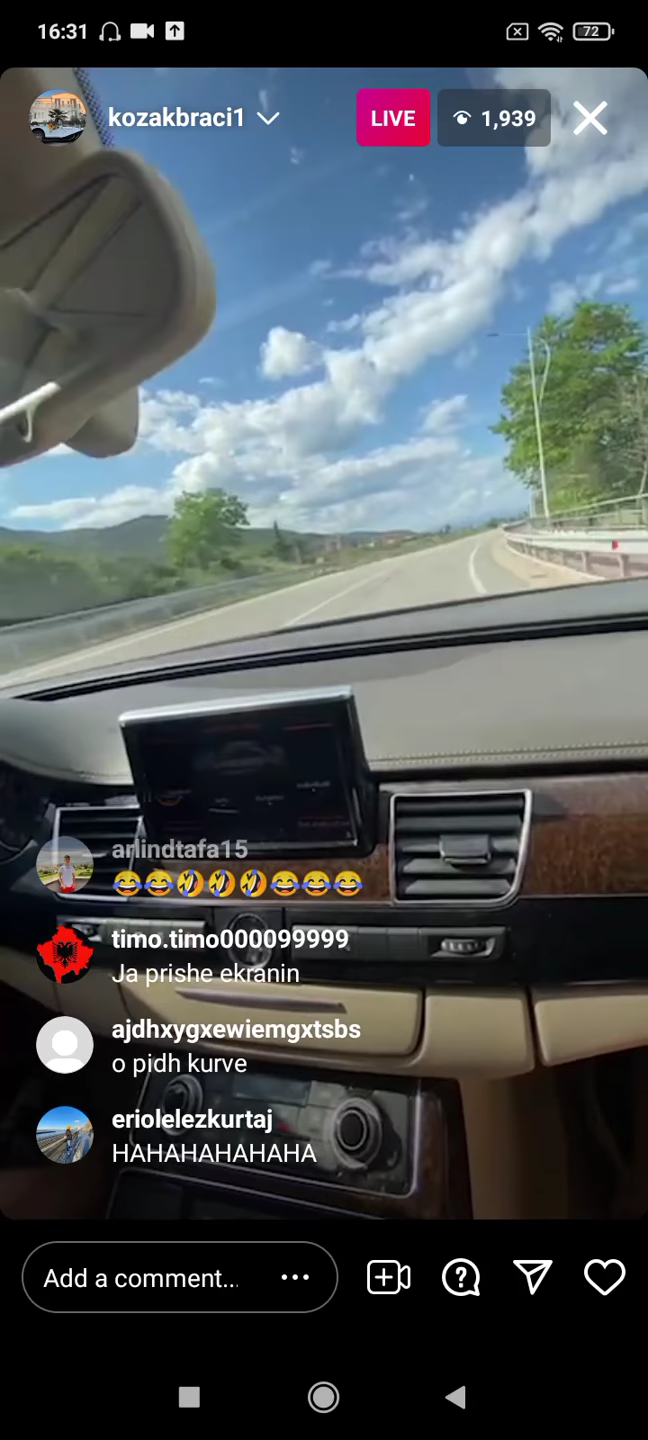 16:31
72
kozakbraci1
LIVE
1,939
arlindtafa15
😂😂🤣🤣🤣😂😂😂
timo.timo000099999
Ja prishe ekranin
ajdhxygxewiemgxtsbs
o pidh kurve
eriolelezkurtaj
HAHAHAHAHAHA
Add a comment...